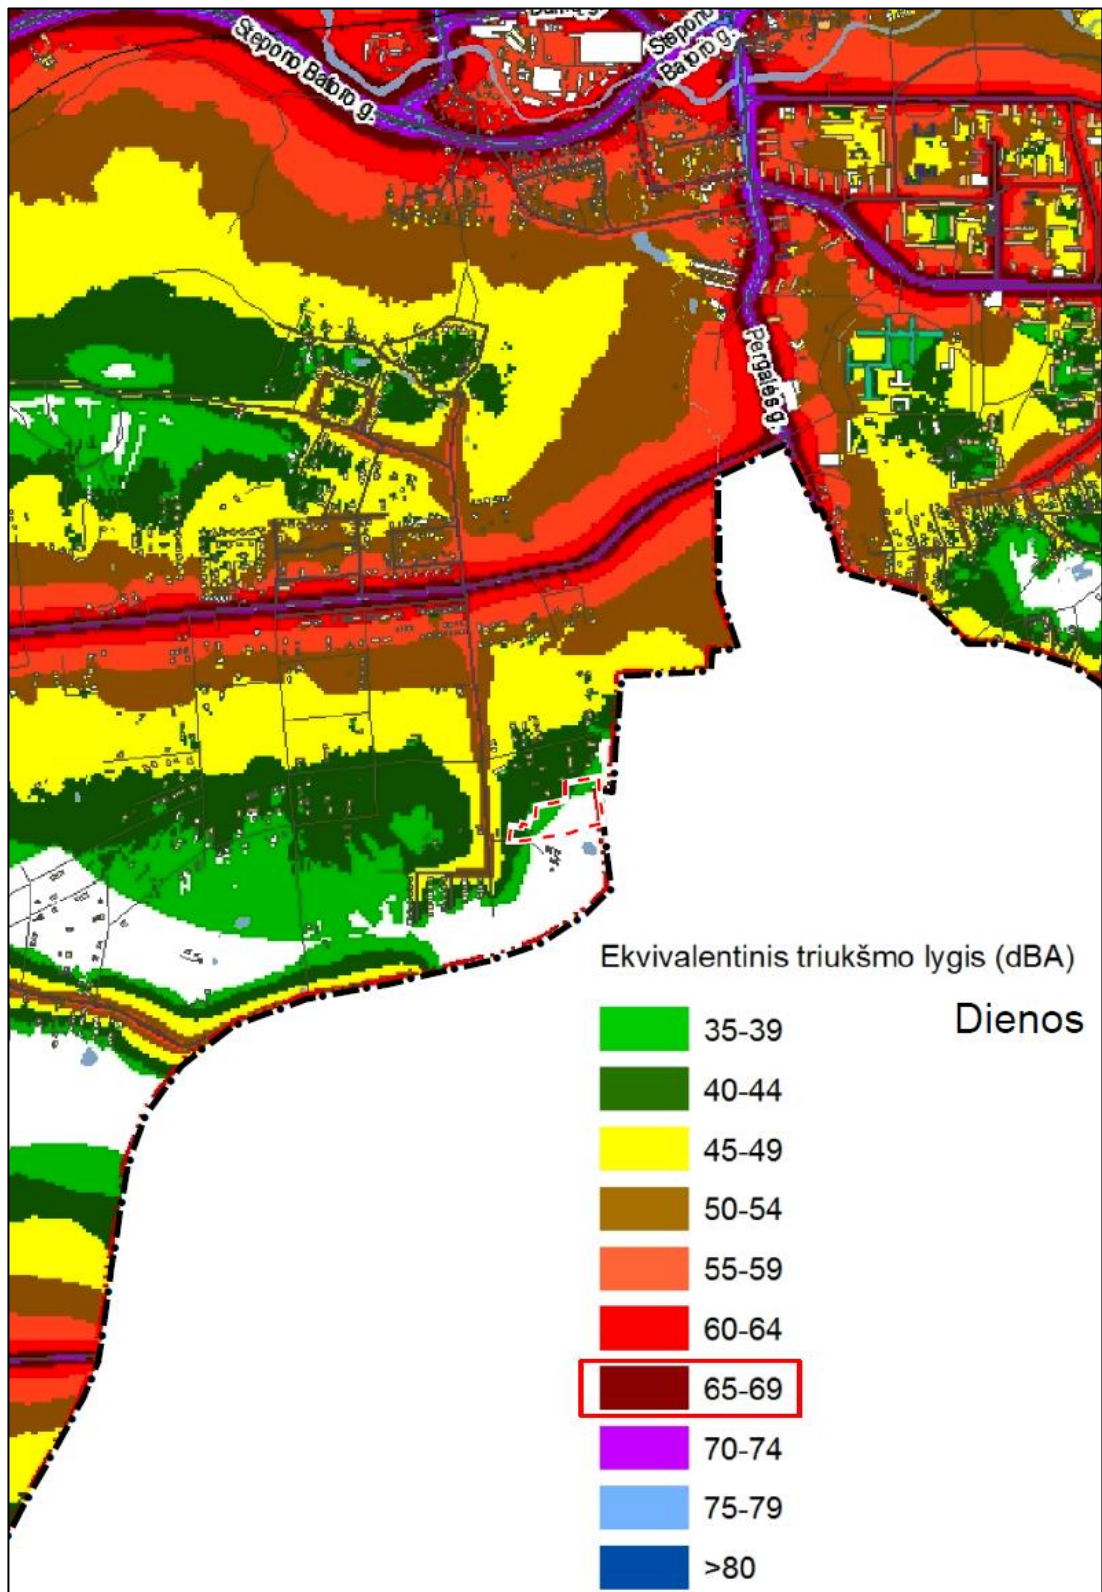 Stepono Batoro g.
Stepono
Batoro g.
Pergalės g.
Ekvivalentinis triukšmo lygis (dBA)
Dienos
35-39
40-44
45-49
50-54
55-59
60-64
65-69
70-74
75-79
>80